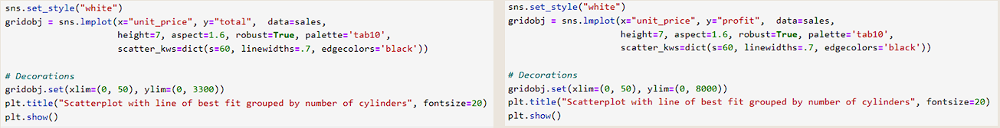 sns.set_style("white")
gridobj = sns.lmplot(x="unit_price", y="total",  data=sales,
                     height=7, aspect=1.6, robust=True, palette='tab10',
                     scatter_kws=dict(s=60, linewidths=.7, edgecolors='black'))

# Decorations
gridobj.set(xlim=(0, 50), ylim=(0, 3300))
plt.title("Scatterplot with line of best fit grouped by number of cylinders", fontsize=20)
plt.show()

sns.set_style("white")
gridobj = sns.lmplot(x="unit_price", y="profit",  data=sales,
                     height=7, aspect=1.6, robust=True, palette='tab10',
                     scatter_kws=dict(s=60, linewidths=.7, edgecolors='black'))

# Decorations
gridobj.set(xlim=(0, 50), ylim=(0, 8000))
plt.title("Scatterplot with line of best fit grouped by number of cylinders", fontsize=20)
plt.show()